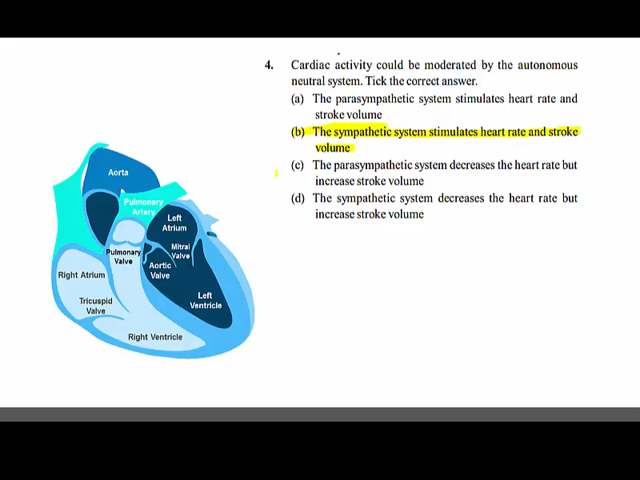 4. Cardiac activity could be moderated by the autonomous
neutral system. Tick the correct answer.
(a) The parasympathetic system stimulates heart rate and
stroke volume
(b) The sympathetic system stimulates heart rate and stroke
volume
(c) The parasympathetic system decreases the heart rate but
increase stroke volume
(d) The sympathetic system decreases the heart rate but
increase stroke volume
Aorta
Pulmonary
Artery
Left
Atrium
Mitral
Valve
Pulmonary
Valve
Aortic
Valve
Right Atrium
Left
Ventricle
Tricuspid
Valve
Right Ventricle